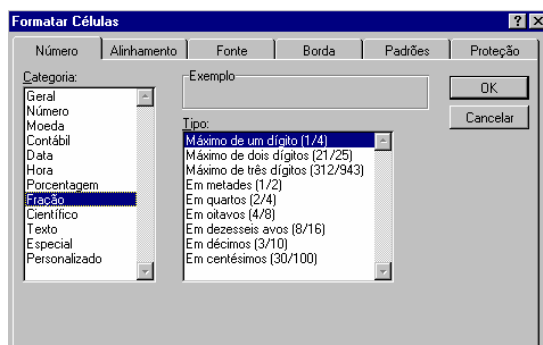 Formatar Células
Número Alinhamento Fonte Borda Padrões Proteção
Categoria:
Geral
Número
Moeda
Contábil
Data
Hora
Porcentagem
Fração
Científico
Texto
Especial
Personalizado
Exemplo
Tipo:
Máximo de um dígito (1/4)
Máximo de dois dígitos (21/25)
Máximo de três dígitos (312/943)
Em metades (1/2)
Em quartos (2/4)
Em oitavos (4/8)
Em dezesseis avos (8/16)
Em décimos (3/10)
Em centésimos (30/100)
OK
Cancelar